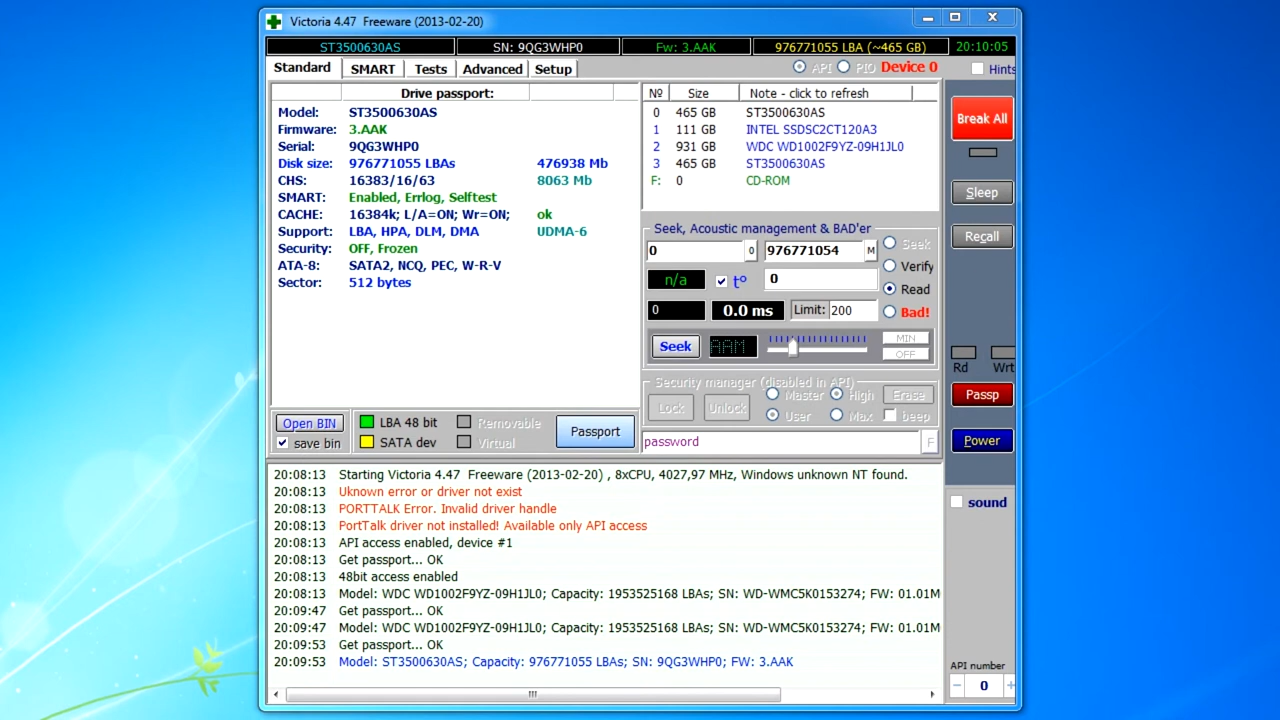 Victoria 4.47 Freeware (2013-02-20)
ST3500630AS SN: 9QG3WHP0 Fw: 3.AAK 976771055 LBA (~465 GB) 20:10:05
Standard SMART Tests Advanced Setup API PIO Device 0 Hints
Drive passport:
Model: ST3500630AS
Firmware: 3.AAK
Serial: 9QG3WHP0
Disk size: 976771055 LBAs 476938 Mb
CHS: 16383/16/63 8063 Mb
SMART: Enabled, Errlog, Selftest
CACHE: 16384k; L/A=ON; Wr=ON; ok
Support: LBA, HPA, DLM, DMA UDMA-6
Security: OFF, Frozen
ATA-8: SATA2, NCQ, PEC, W-R-V
Sector: 512 bytes
Nº Size Note - click to refresh
0 465 GB ST3500630AS
1 111 GB INTEL SSDSC2CT120A3
2 931 GB WDC WD1002F9YZ-09H1JL0
3 465 GB ST3500630AS
F: 0 CD-ROM
Seek, Acoustic management & BAD'er
0 0 976771054 M Seek
n/a t° 0 Verify
Read
0 0.0 ms Limit: 200 Bad!
Seek AAM MIN
OFF
Security manager (disabled in API)
Lock Unlock Master High Erase
User Max beep
password F
Open BIN LBA 48 bit Removable Passport
save bin SATA dev Virtual
Break All
Sleep
Recall
Rd Wrt
Passp
Power
sound
API number
− 0 +
20:08:13 Starting Victoria 4.47 Freeware (2013-02-20) , 8xCPU, 4027,97 MHz, Windows unknown NT found.
20:08:13 Uknown error or driver not exist
20:08:13 PORTTALK Error. Invalid driver handle
20:08:13 PortTalk driver not installed! Available only API access
20:08:13 API access enabled, device #1
20:08:13 Get passport... OK
20:08:13 48bit access enabled
20:08:13 Model: WDC WD1002F9YZ-09H1JL0; Capacity: 1953525168 LBAs; SN: WD-WMC5K0153274; FW: 01.01M
20:09:47 Get passport... OK
20:09:47 Model: WDC WD1002F9YZ-09H1JL0; Capacity: 1953525168 LBAs; SN: WD-WMC5K0153274; FW: 01.01M
20:09:53 Get passport... OK
20:09:53 Model: ST3500630AS; Capacity: 976771055 LBAs; SN: 9QG3WHP0; FW: 3.AAK